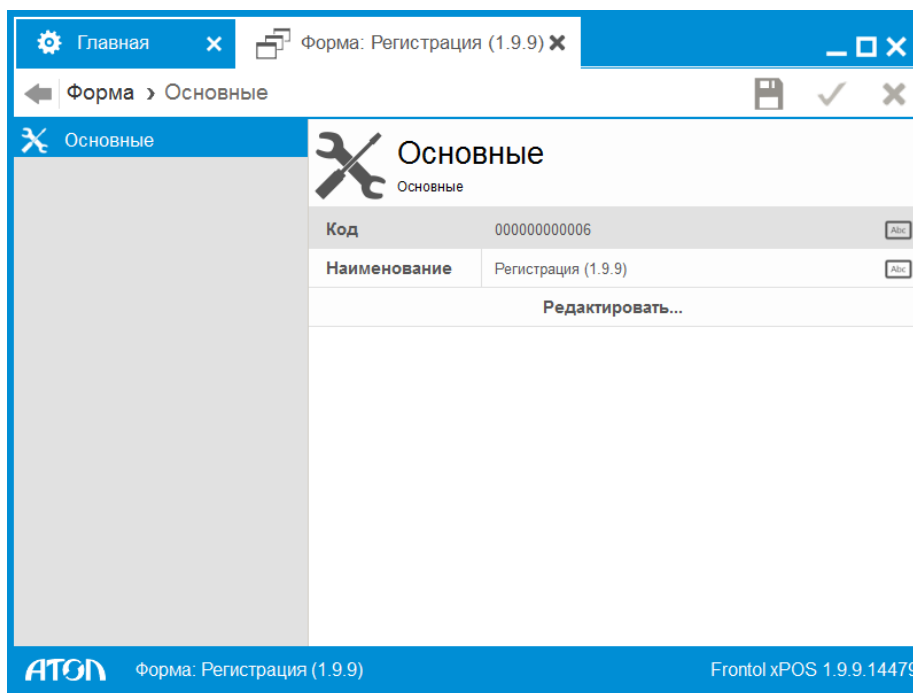 Главная
Форма: Регистрация (1.9.9)
Форма › Основные
Основные
Основные
Основные
Код 000000000006 Abc
Наименование Регистрация (1.9.9) Abc
Редактировать...
АТОЛ Форма: Регистрация (1.9.9) Frontol xPOS 1.9.9.14479